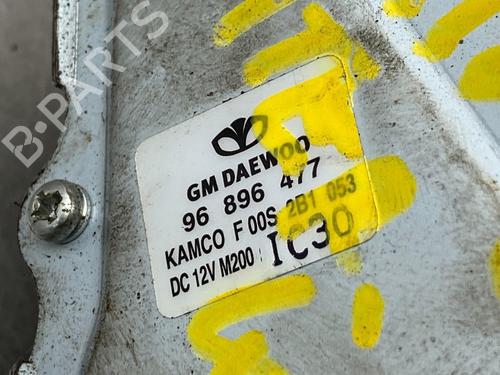 B-PARTS
GM DAEWOO
96 896 477
KAMCO F 00S 2B1 053
DC 12V M200 IC30